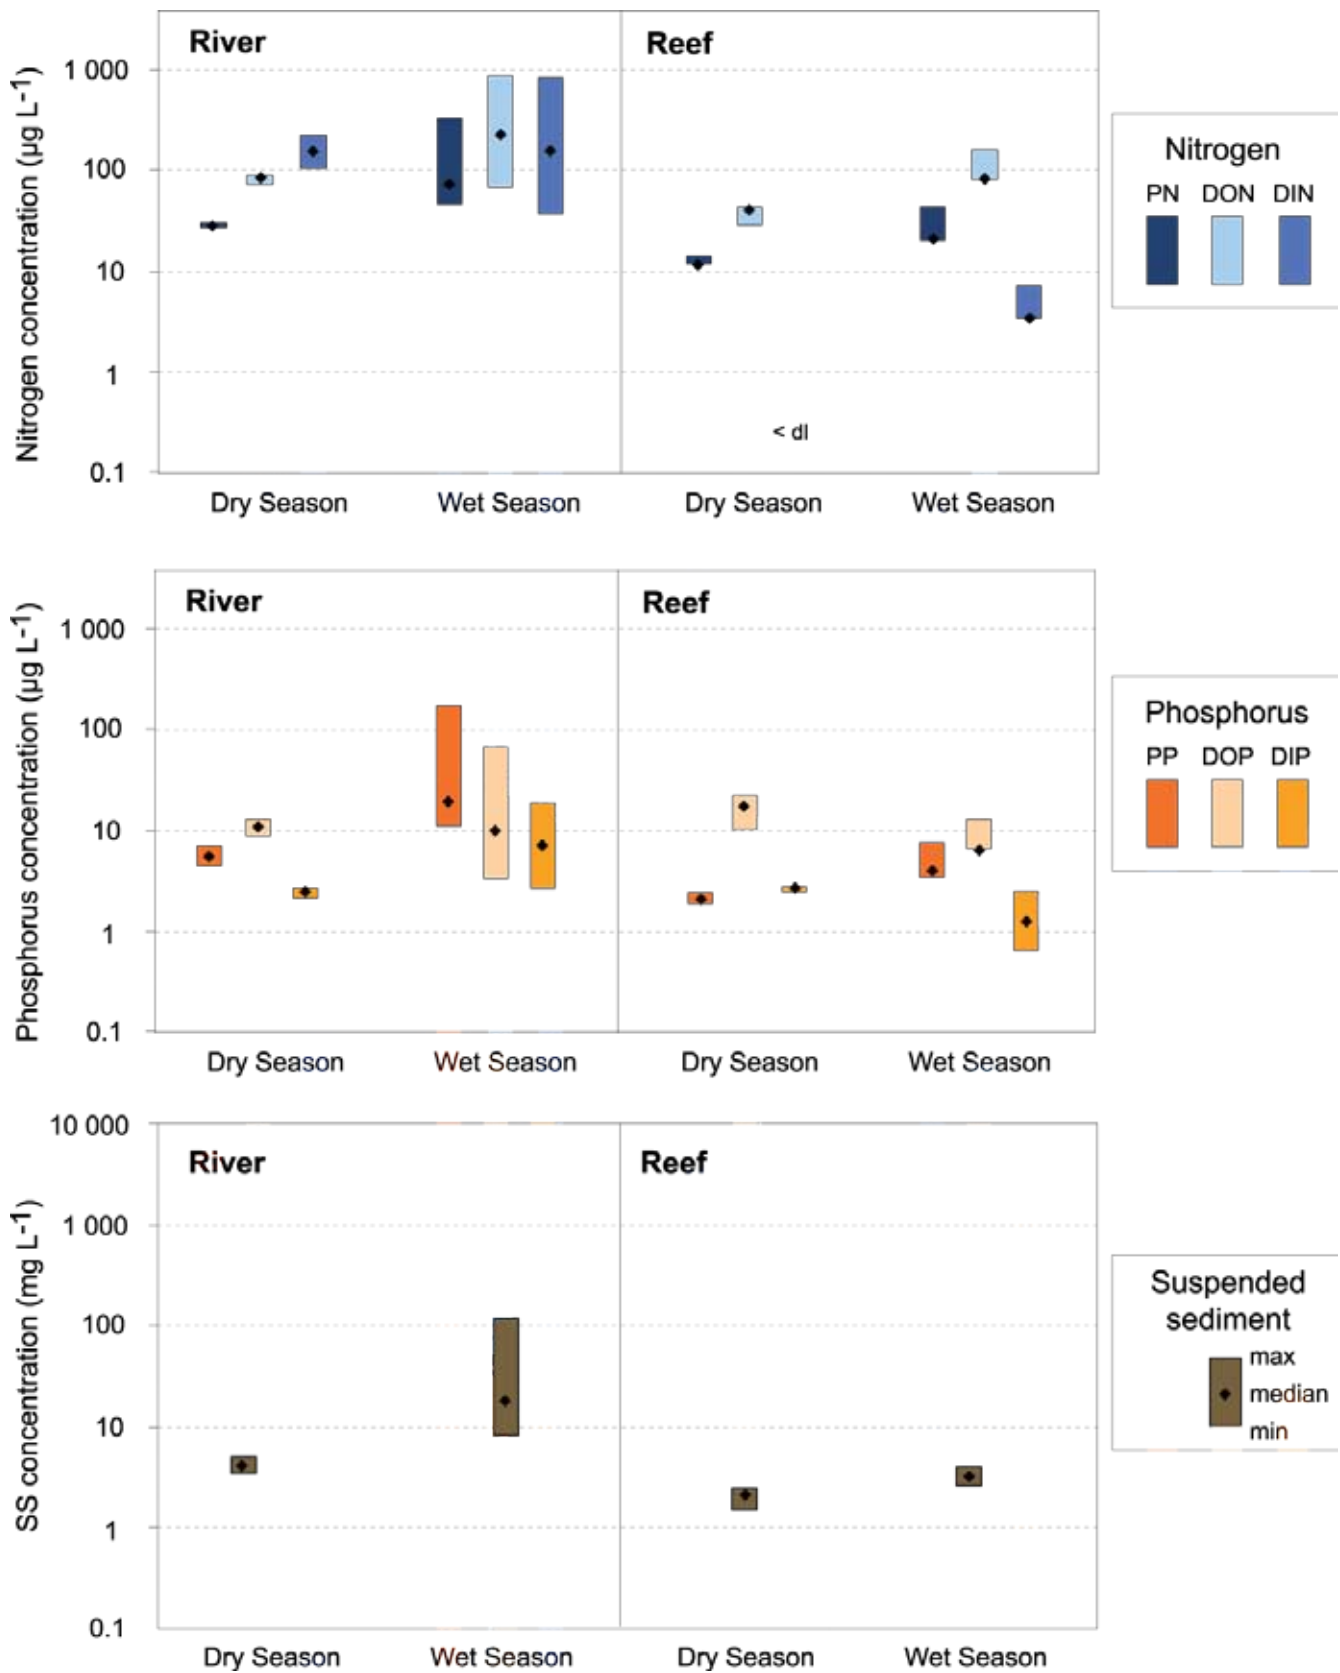 River
Reef
Nitrogen concentration (µg L-1)
1 000
100
10
1
0.1
< dl
Dry Season
Wet Season
Dry Season
Wet Season
Nitrogen
PN DON DIN
River
Reef
Phosphorus concentration (µg L-1)
1 000
100
10
1
0.1
Dry Season
Wet Season
Dry Season
Wet Season
Phosphorus
PP DOP DIP
River
Reef
SS concentration (mg L-1)
10 000
1 000
100
10
1
0.1
Dry Season
Wet Season
Dry Season
Wet Season
Suspended
sediment
max
median
min